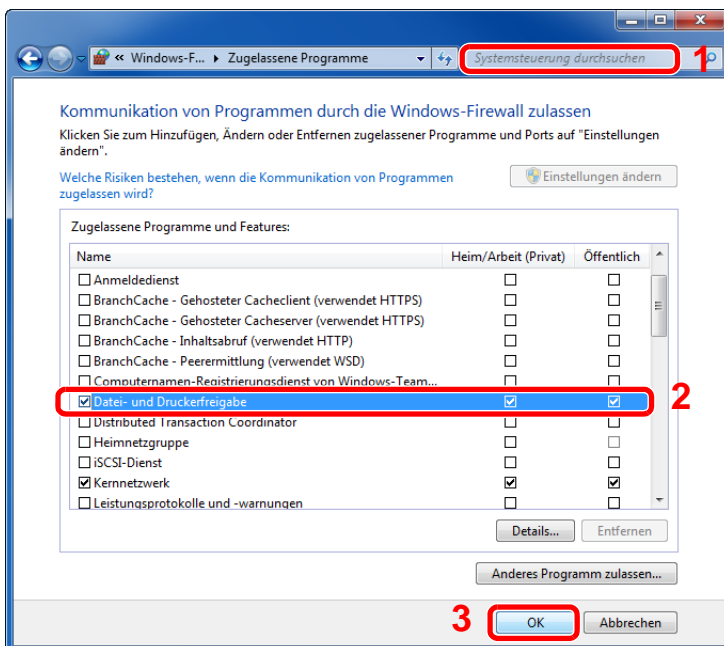 « Windows-F... ▸ Zugelassene Programme
Systemsteuerung durchsuchen
1
Kommunikation von Programmen durch die Windows-Firewall zulassen
Klicken Sie zum Hinzufügen, Ändern oder Entfernen zugelassener Programme und Ports auf "Einstellungen
ändern".
Welche Risiken bestehen, wenn die Kommunikation von Programmen
zugelassen wird?
Einstellungen ändern
Zugelassene Programme und Features:
Name Heim/Arbeit (Privat) Öffentlich
Anmeldedienst
BranchCache - Gehosteter Cacheclient (verwendet HTTPS)
BranchCache - Gehosteter Cacheserver (verwendet HTTPS)
BranchCache - Inhaltsabruf (verwendet HTTP)
BranchCache - Peerermittlung (verwendet WSD)
Computernamen-Registrierungsdienst von Windows-Team...
Datei- und Druckerfreigabe
2
Distributed Transaction Coordinator
Heimnetzgruppe
iSCSI-Dienst
Kernnetzwerk
Leistungsprotokolle und -warnungen
Details... Entfernen
Anderes Programm zulassen...
3
OK Abbrechen